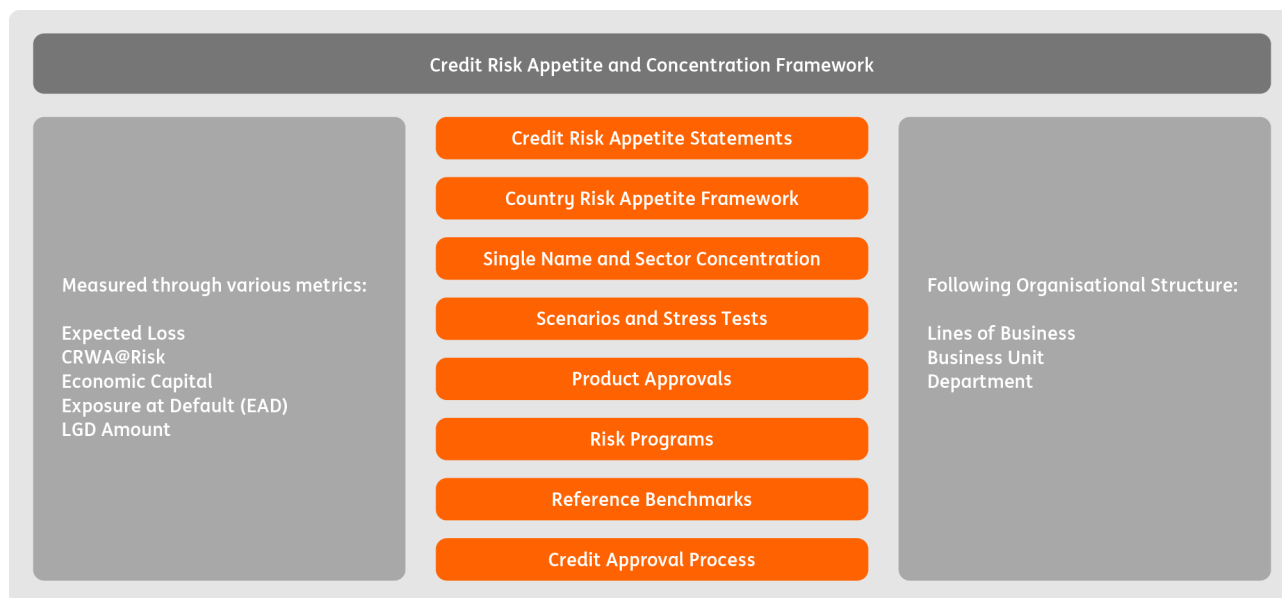 Credit Risk Appetite and Concentration Framework
Measured through various metrics:
Expected Loss
CRWA@Risk
Economic Capital
Exposure at Default (EAD)
LGD Amount
Credit Risk Appetite Statements
Country Risk Appetite Framework
Single Name and Sector Concentration
Scenarios and Stress Tests
Product Approvals
Risk Programs
Reference Benchmarks
Credit Approval Process
Following Organisational Structure:
Lines of Business
Business Unit
Department